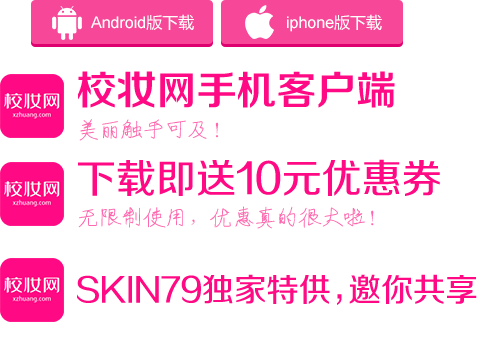 Android版下载
iphone版下载
校妆网
xzhuang.com
校妆网手机客户端
美丽触手可及！
校妆网
xzhuang.com
下载即送10元优惠券
无限制使用，优惠真的很大啦！
校妆网
xzhuang.com
SKIN79独家特供，邀你共享